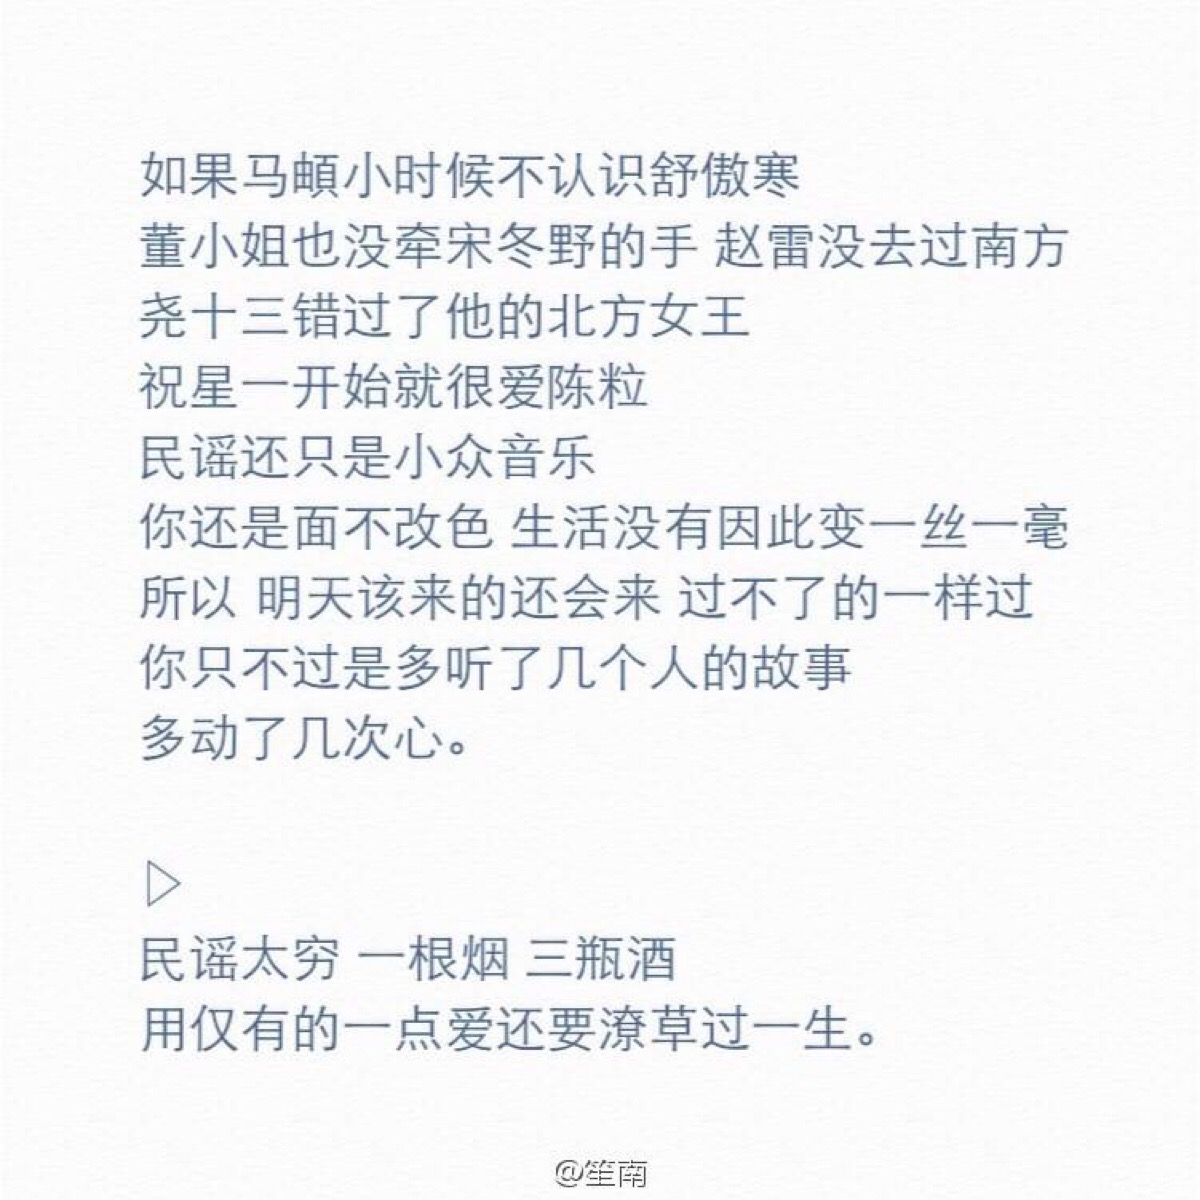 如果马頔小时候不认识舒傲寒
董小姐也没牵宋冬野的手 赵雷没去过南方
尧十三错过了他的北方女王
祝星一开始就很爱陈粒
民谣还只是小众音乐
你还是面不改色 生活没有因此变一丝一毫
所以 明天该来的还会来 过不了的一样过
你只不过是多听了几个人的故事
多动了几次心。
▷
民谣太穷 一根烟 三瓶酒
用仅有的一点爱还要潦草过一生。
@笙南